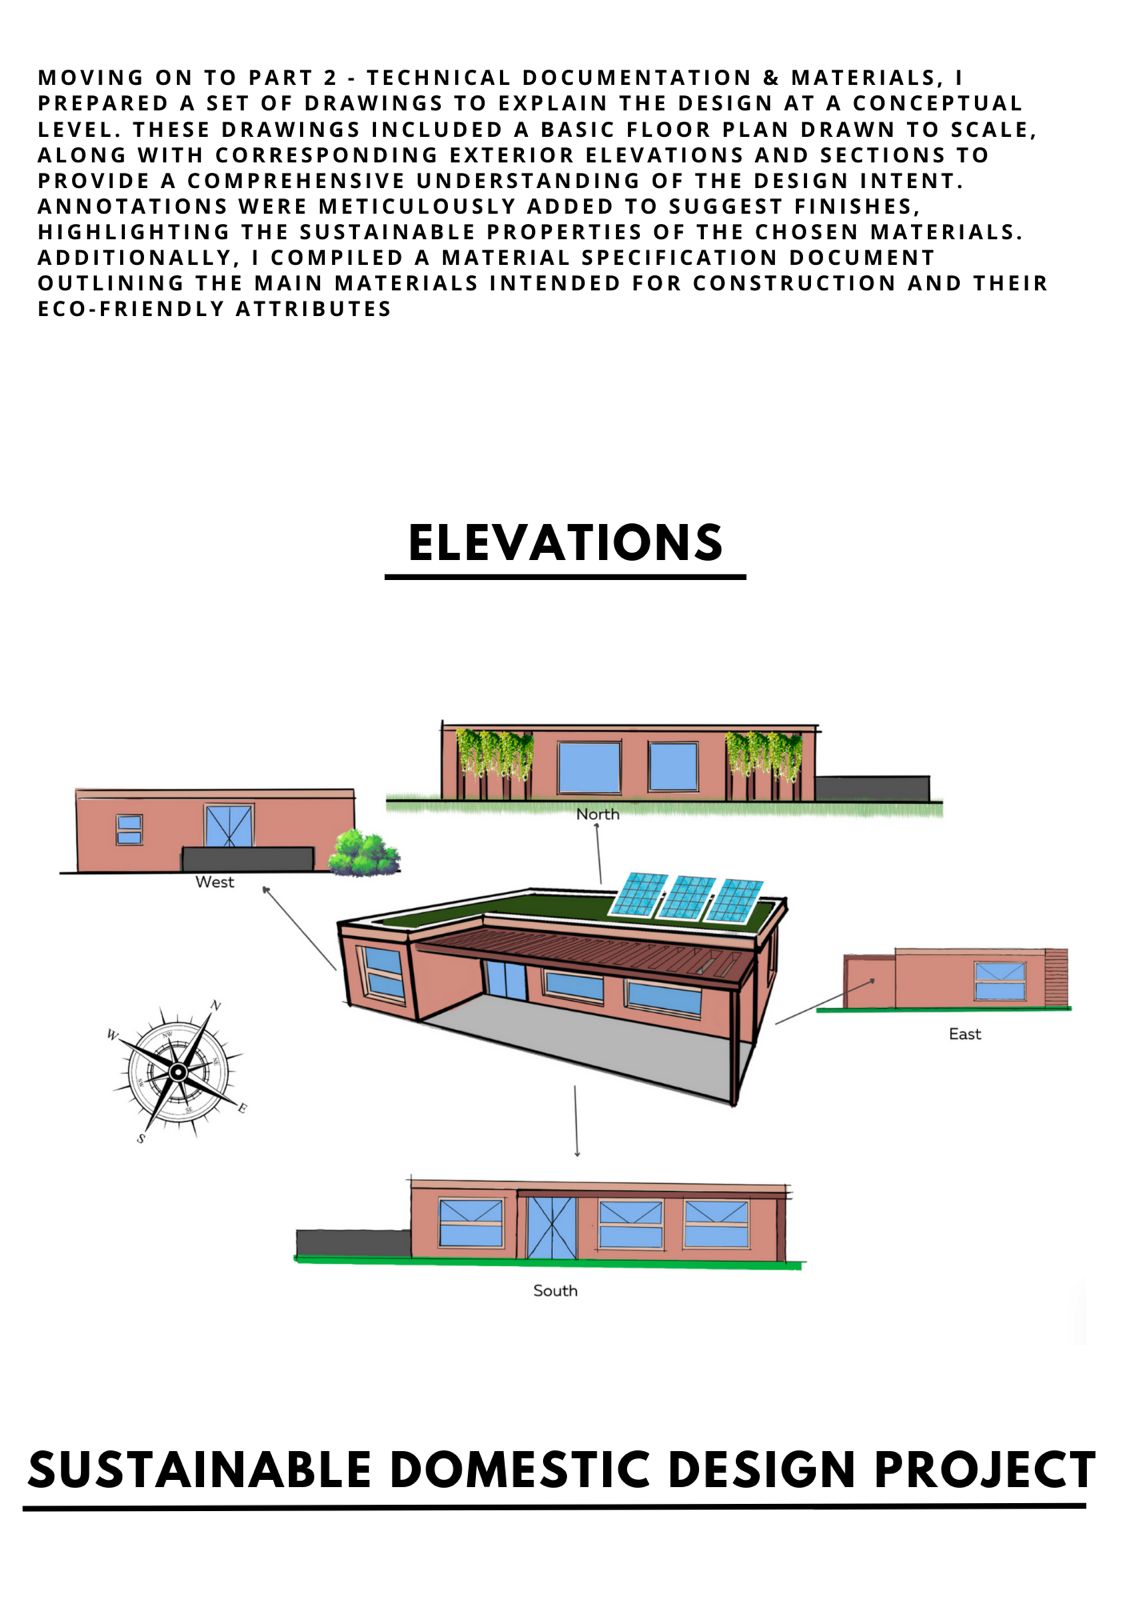 MOVING ON TO PART 2 - TECHNICAL DOCUMENTATION & MATERIALS, I
PREPARED A SET OF DRAWINGS TO EXPLAIN THE DESIGN AT A CONCEPTUAL
LEVEL. THESE DRAWINGS INCLUDED A BASIC FLOOR PLAN DRAWN TO SCALE,
ALONG WITH CORRESPONDING EXTERIOR ELEVATIONS AND SECTIONS TO
PROVIDE A COMPREHENSIVE UNDERSTANDING OF THE DESIGN INTENT.
ANNOTATIONS WERE METICULOUSLY ADDED TO SUGGEST FINISHES,
HIGHLIGHTING THE SUSTAINABLE PROPERTIES OF THE CHOSEN MATERIALS.
ADDITIONALLY, I COMPILED A MATERIAL SPECIFICATION DOCUMENT
OUTLINING THE MAIN MATERIALS INTENDED FOR CONSTRUCTION AND THEIR
ECO-FRIENDLY ATTRIBUTES
ELEVATIONS
North
West
East
N
W
NW
NE
SW
SE
E
S
South
SUSTAINABLE DOMESTIC DESIGN PROJECT